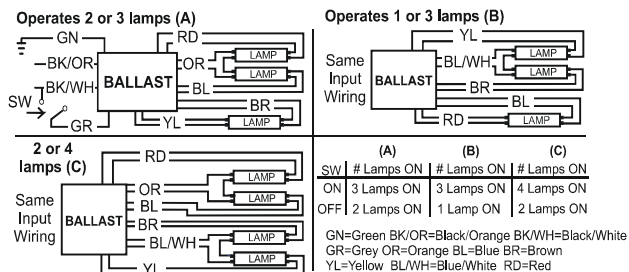 Operates 2 or 3 lamps (A)
GN
RD
LAMP
BK/OR
OR
LAMP
BK/WH
BALLAST
BL
SW
BR
GR
YL
LAMP
Operates 1 or 3 lamps (B)
YL
Same
Input
Wiring
BALLAST
BL/WH
LAMP
LAMP
BR
BL
RD
LAMP
2 or 4
lamps (C)
RD
LAMP
OR
LAMP
BL
Same
Input
Wiring
BALLAST
BR
LAMP
BL/WH
LAMP
YL
(A) (B) (C)
SW # Lamps ON # Lamps ON # Lamps ON
ON 3 Lamps ON 3 Lamps ON 4 Lamps ON
OFF 2 Lamps ON 1 Lamp ON 2 Lamps ON
GN=Green BK/OR=Black/Orange BK/WH=Black/White
GR=Grey OR=Orange BL=Blue BR=Brown
YL=Yellow BL/WH=Blue/White RD=Red